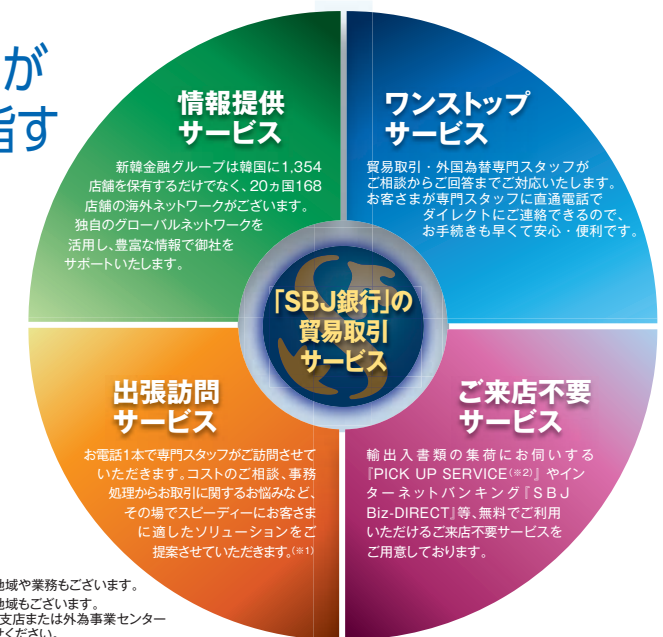 が
指す
情報提供
サービス
新韓金融グループは韓国に1,354
店舗を保有するだけでなく、20ヵ国168
店舗の海外ネットワークがございます。
独自のグローバルネットワークを
活用し、豊富な情報で御社を
サポートいたします。
ワンストップ
サービス
貿易取引・外国為替専門スタッフが
ご相談からご回答までご対応いたします。
お客さまが専門スタッフに直通電話で
ダイレクトにご連絡できるので、
お手続きも早くて安心・便利です。
「SBJ銀行」の
貿易取引
サービス
出張訪問
サービス
お電話1本で専門スタッフがご訪問させて
いただきます。コストのご相談、事務
処理からお取引に関するお悩みなど、
その場でスピーディーにお客さま
に適したソリューションをご
提案させていただきます。(※1)
ご来店不要
サービス
輸出入書類の集荷にお伺いする
『PICK UP SERVICE(※2)』やイン
ターネットバンキング『SBJ
Biz-DIRECT』等、無料でご利用
いただけるご来店不要サービスを
ご用意しております。
地域や業務もございます。
地域もございます。
支店または外為事業センター
せください。